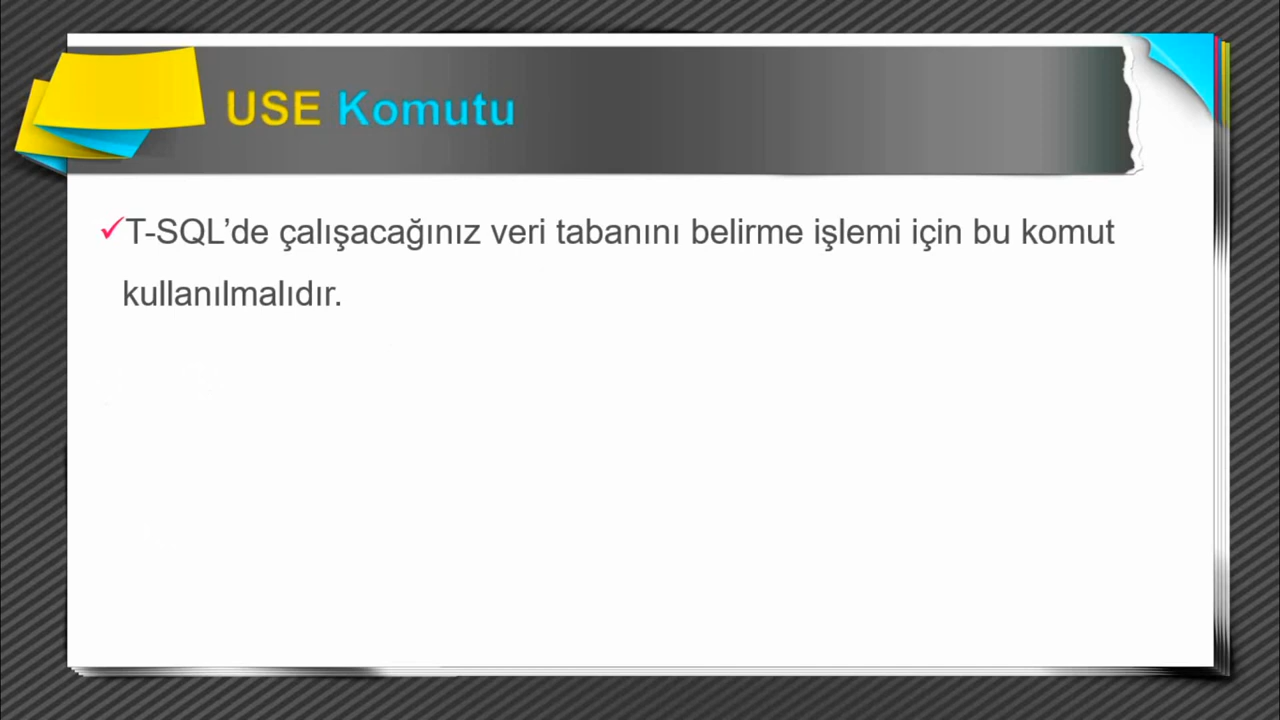 USE Komutu
✓T-SQL’de çalışacağınız veri tabanını belirme işlemi için bu komut
kullanılmalıdır.